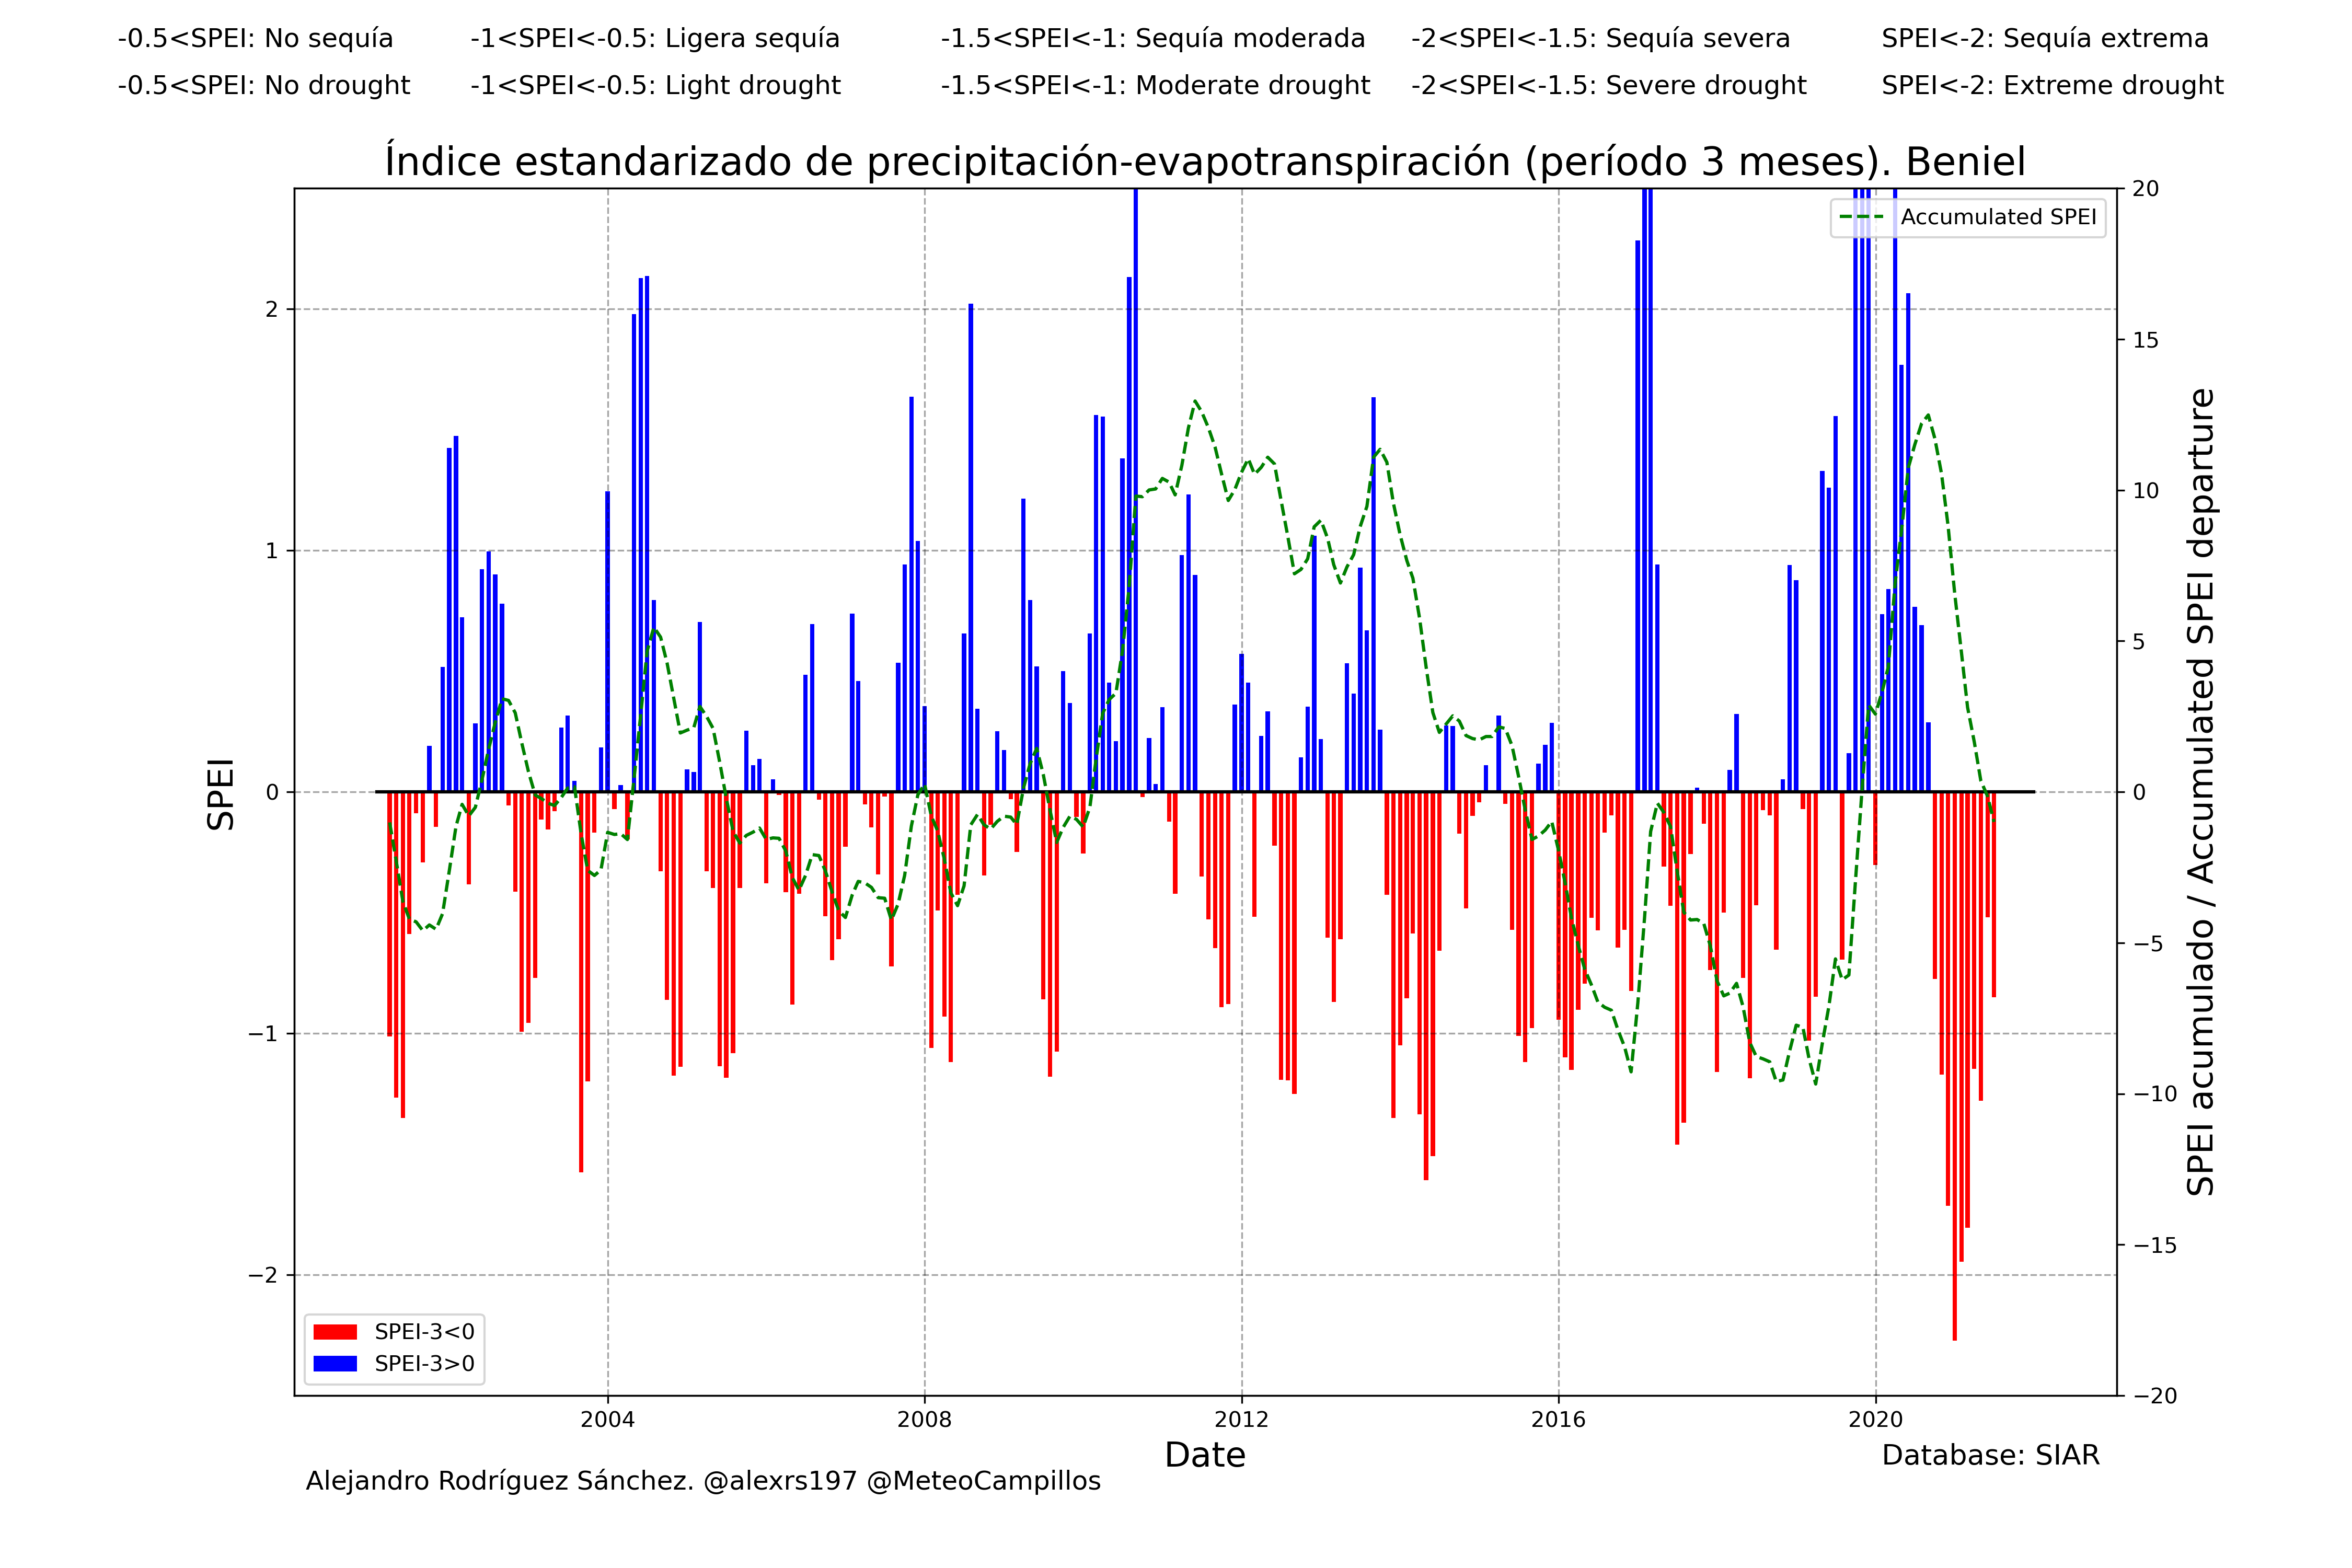 -0.5<SPEI: No sequía -1<SPEI<-0.5: Ligera sequía -1.5<SPEI<-1: Sequía moderada -2<SPEI<-1.5: Sequía severa SPEI<-2: Sequía extrema
-0.5<SPEI: No drought -1<SPEI<-0.5: Light drought -1.5<SPEI<-1: Moderate drought -2<SPEI<-1.5: Severe drought SPEI<-2: Extreme drought
Índice estandarizado de precipitación-evapotranspiración (período 3 meses). Beniel
Accumulated SPEI
2
1
0
−1
−2
SPEI
20
15
10
5
0
−5
−10
−15
−20
SPEI acumulado / Accumulated SPEI departure
SPEI-3<0
SPEI-3>0
2004 2008 2012 2016 2020
Date
Database: SIAR
Alejandro Rodríguez Sánchez. @alexrs197 @MeteoCampillos